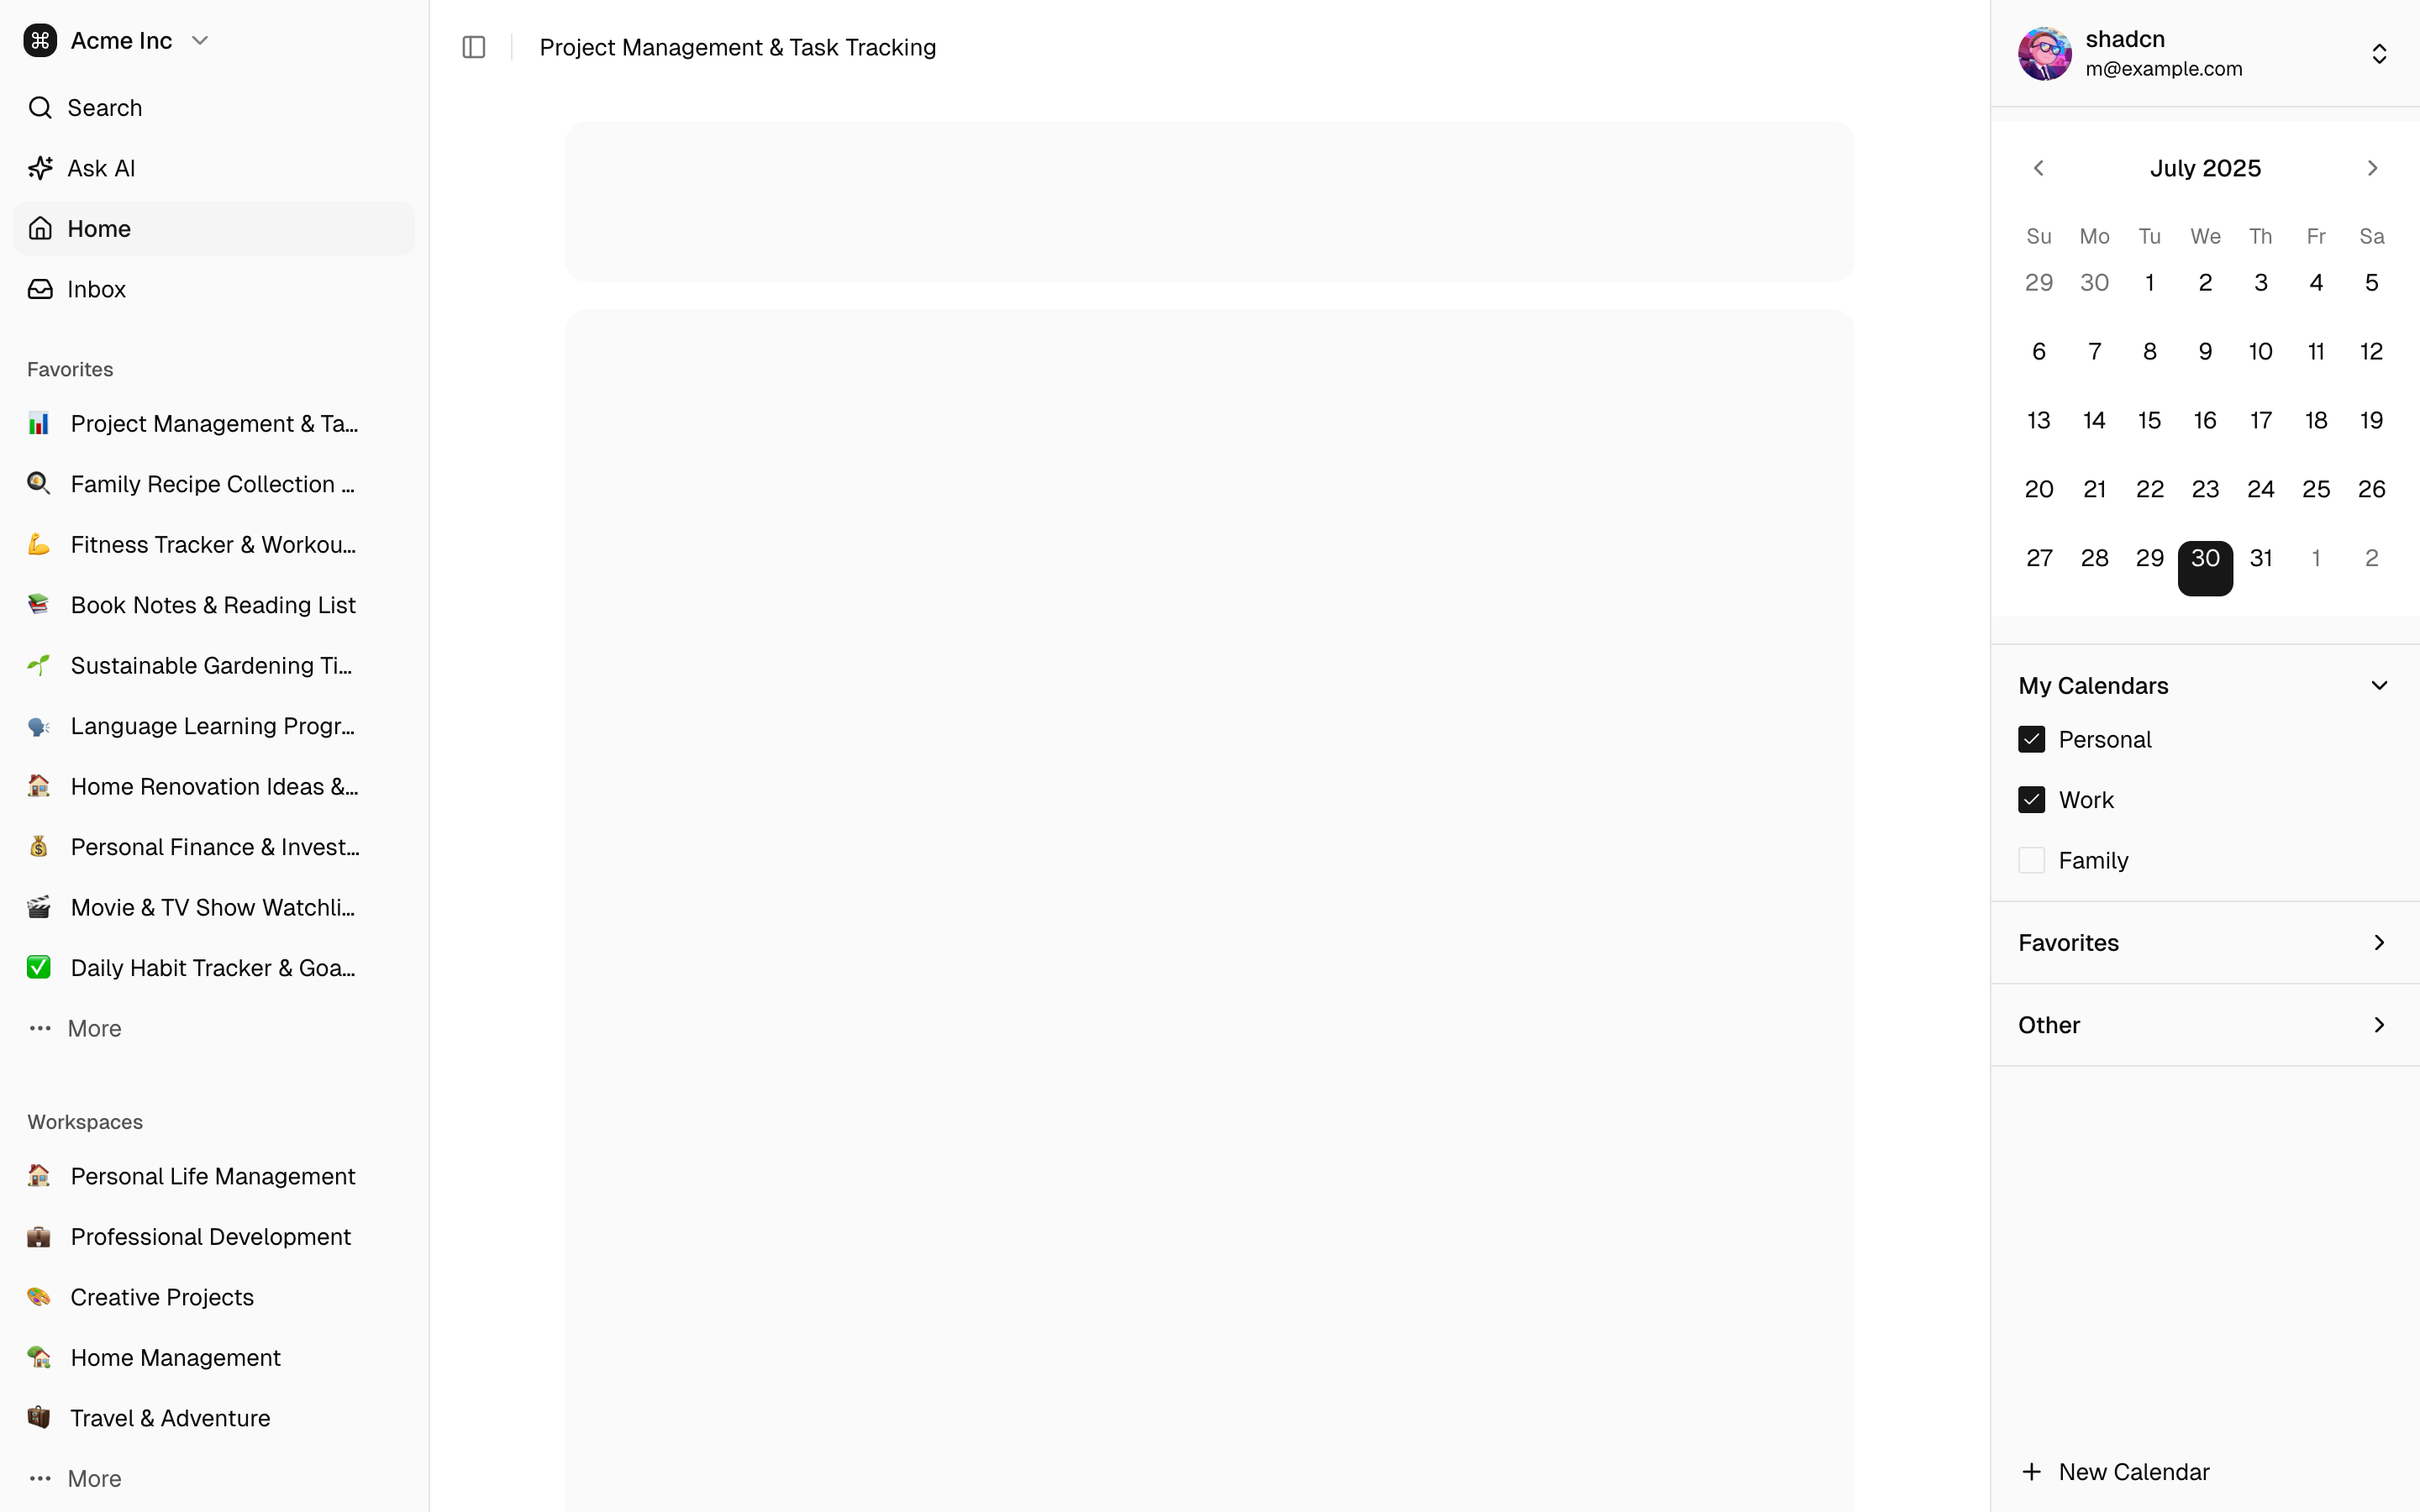 Acme Inc
Search
Ask AI
Home
Inbox
Favorites
Project Management & Ta...
Family Recipe Collection ...
Fitness Tracker & Workou...
Book Notes & Reading List
Sustainable Gardening Ti...
Language Learning Progr...
Home Renovation Ideas &...
Personal Finance & Invest...
Movie & TV Show Watchli...
Daily Habit Tracker & Goa...
More
Workspaces
Personal Life Management
Professional Development
Creative Projects
Home Management
Travel & Adventure
More
Project Management & Task Tracking
shadcn
m@example.com
July 2025
Su Mo Tu We Th Fr Sa
29 30 1 2 3 4 5
6 7 8 9 10 11 12
13 14 15 16 17 18 19
20 21 22 23 24 25 26
27 28 29 30 31 1 2
My Calendars
Personal
Work
Family
Favorites
Other
New Calendar